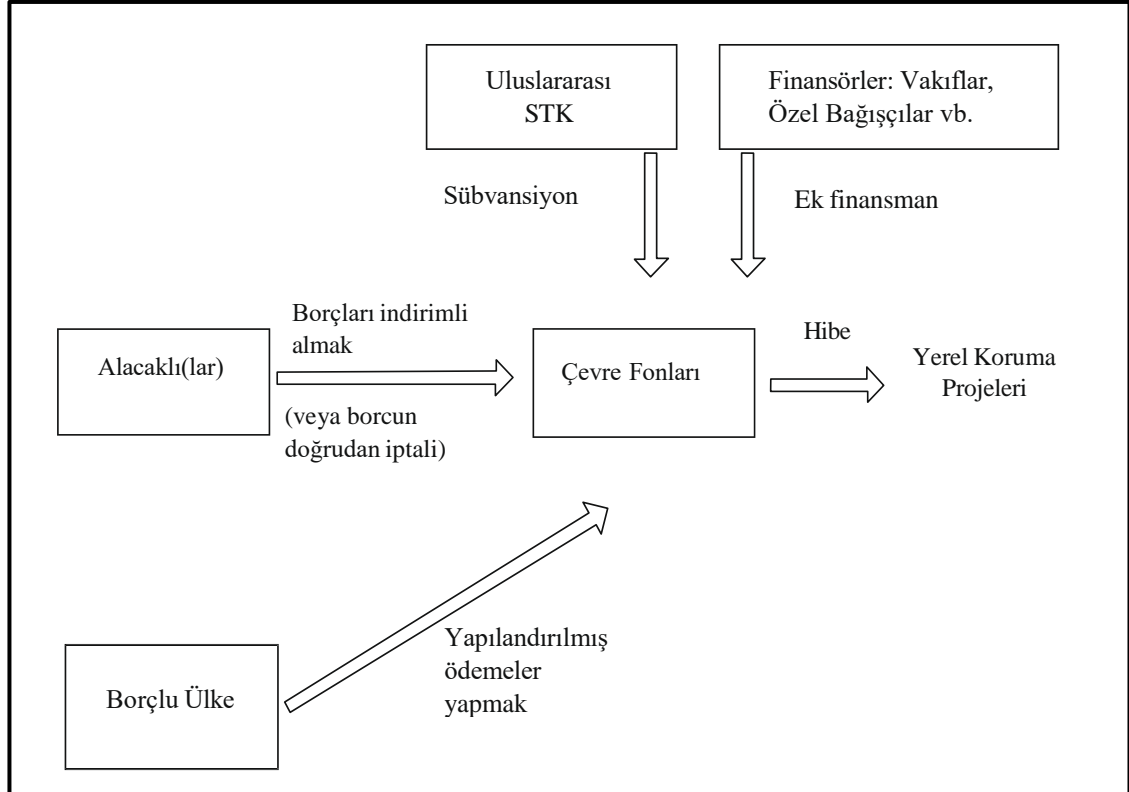 Uluslararası
STK
Finansörler: Vakıflar,
Özel Bağışçılar vb.
Sübvansiyon
Ek finansman
Borçları indirimli
almak
Alacaklı(lar)
(veya borcun
doğrudan iptali)
Çevre Fonları
Hibe
Yerel Koruma
Projeleri
Yapılandırılmış
ödemeler
yapmak
Borçlu Ülke